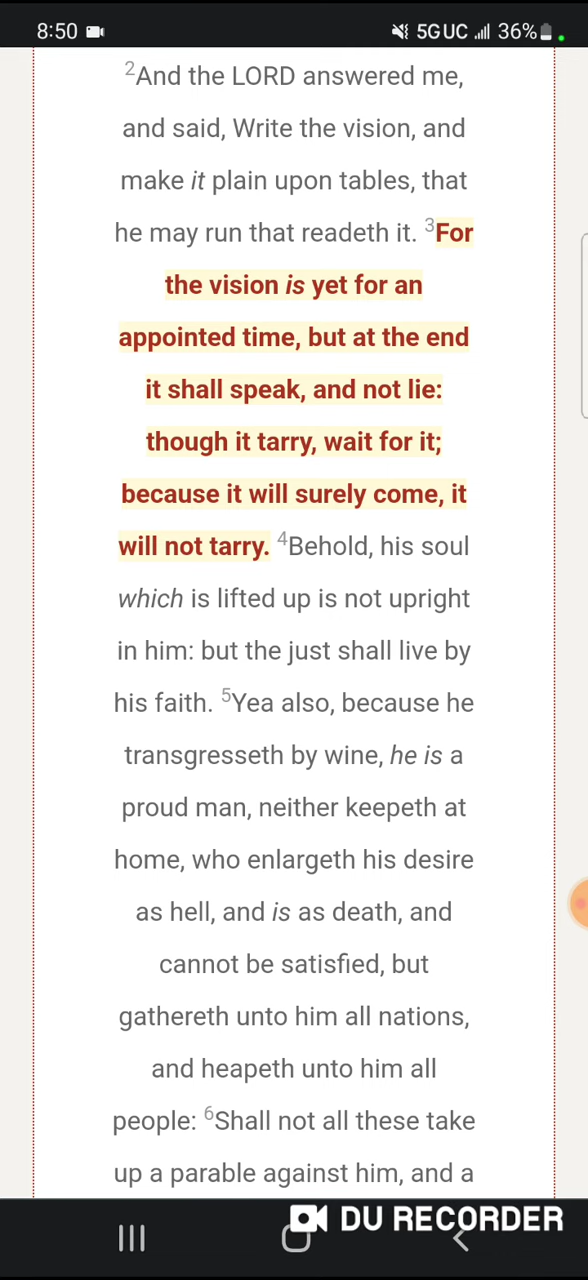 8:50
5G UC 36%
2And the LORD answered me,
and said, Write the vision, and
make it plain upon tables, that
he may run that readeth it. 3For
the vision is yet for an
appointed time, but at the end
it shall speak, and not lie:
though it tarry, wait for it;
because it will surely come, it
will not tarry. 4Behold, his soul
which is lifted up is not upright
in him: but the just shall live by
his faith. 5Yea also, because he
transgresseth by wine, he is a
proud man, neither keepeth at
home, who enlargeth his desire
as hell, and is as death, and
cannot be satisfied, but
gathereth unto him all nations,
and heapeth unto him all
people: 6Shall not all these take
up a parable against him, and a
DU RECORDER